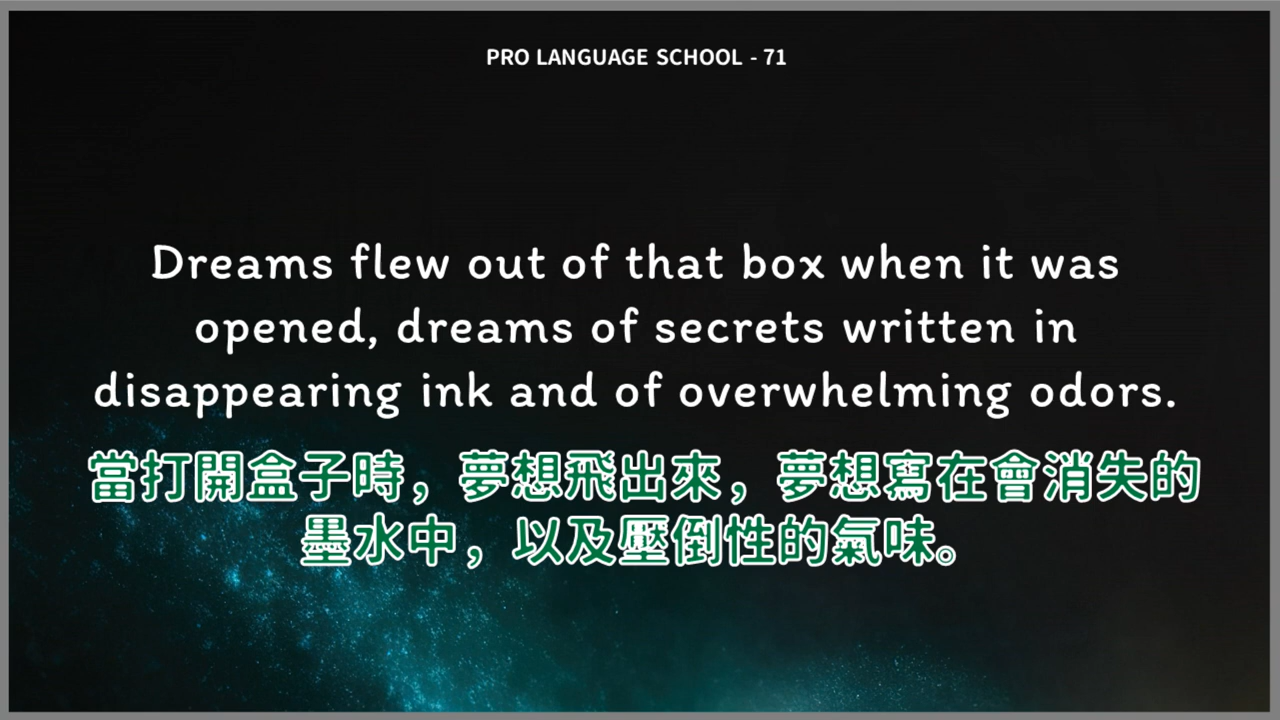 PRO LANGUAGE SCHOOL - 71
Dreams flew out of that box when it was
opened, dreams of secrets written in
disappearing ink and of overwhelming odors.
當打開盒子時，夢想飛出來，夢想寫在會消失的
墨水中，以及壓倒性的氣味。